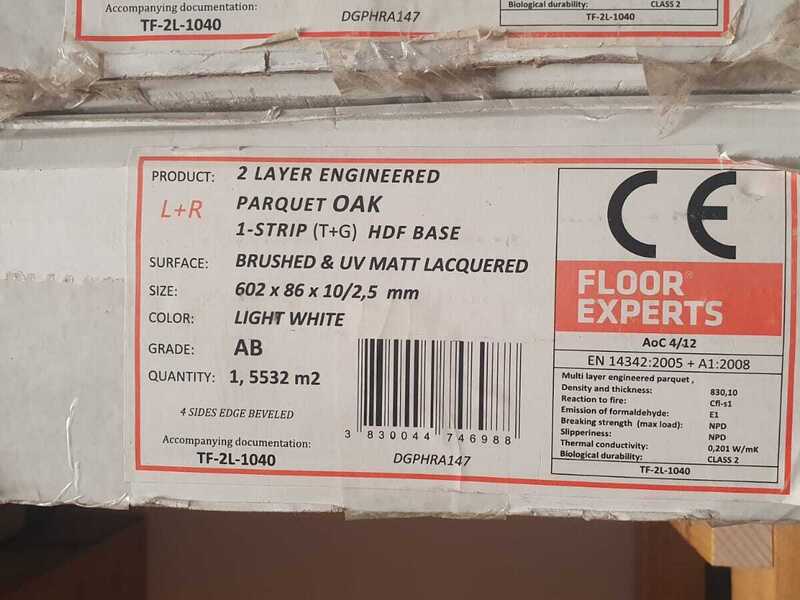 Accompanying documentation:
TF-2L-1040
DGPHRA147
Biological durability: CLASS 2
TF-2L-1040
PRODUCT: 2 LAYER ENGINEERED
L+R PARQUET OAK
1-STRIP (T+G) HDF BASE
SURFACE: BRUSHED & UV MATT LACQUERED
SIZE: 602 x 86 x 10/2,5 mm
COLOR: LIGHT WHITE
GRADE: AB
QUANTITY: 1, 5532 m2
4 SIDES EDGE BEVELED
Accompanying documentation:
TF-2L-1040
3 830044 746988
DGPHRA147
CE
FLOOR®
EXPERTS
AoC 4/12
EN 14342:2005 + A1:2008
Multi layer engineered parquet ,
Density and thickness: 830,10
Reaction to fire: Cfl-s1
Emission of formaldehyde: E1
Breaking strength (max load): NPD
Slipperiness: NPD
Thermal conductivity: 0,201 W/mK
Biological durability: CLASS 2
TF-2L-1040